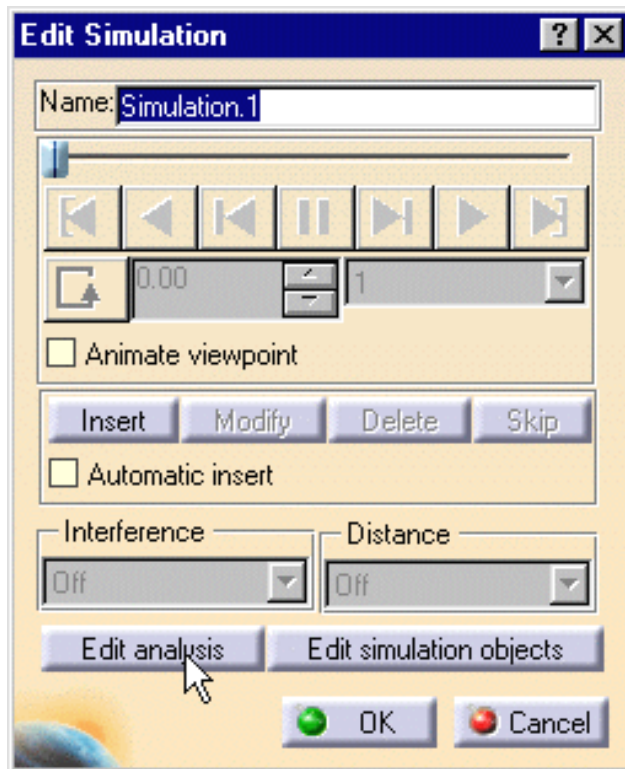 Edit Simulation
Name: Simulation.1
0.00 1
Animate viewpoint
Insert Modify Delete Skip
Automatic insert
Interference Distance
Off Off
Edit analysis Edit simulation objects
OK Cancel